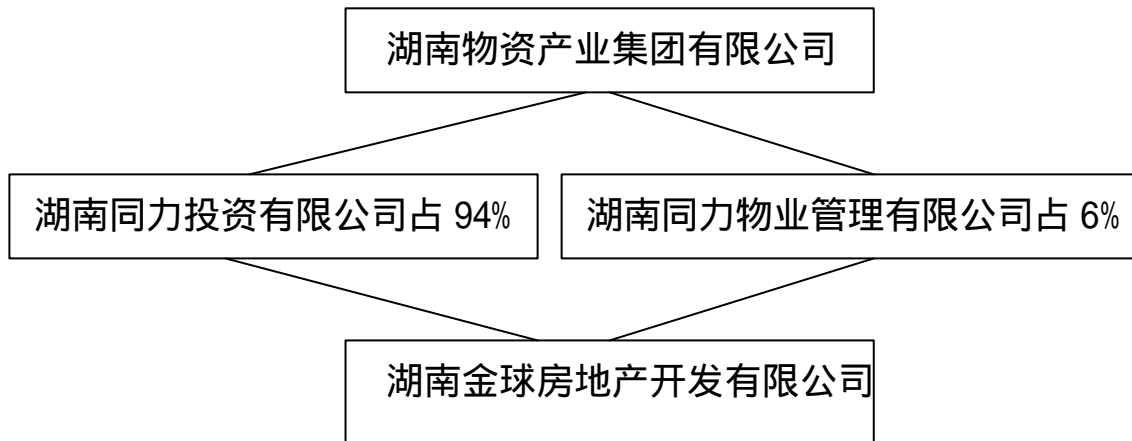 湖南物资产业集团有限公司
湖南同力投资有限公司占 94%
湖南同力物业管理有限公司占 6%
湖南金球房地产开发有限公司